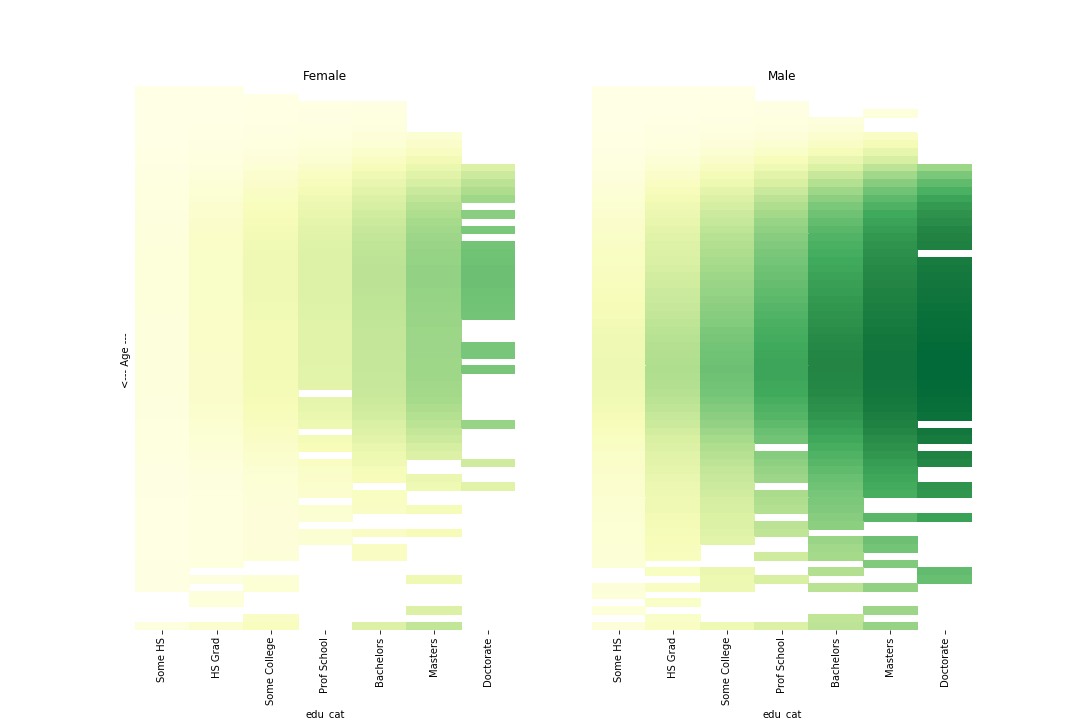 Female
Male
<--- Age ---
Some HS
HS Grad
Some College
Prof School
Bachelors
Masters
Doctorate
edu_cat
Some HS
HS Grad
Some College
Prof School
Bachelors
Masters
Doctorate
edu_cat